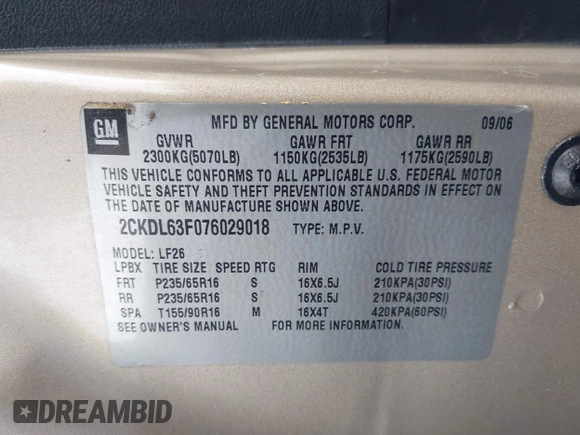 GM
MFD BY GENERAL MOTORS CORP. 09/06
GVWR GAWR FRT GAWR RR
2300KG(5070LB) 1150KG(2535LB) 1175KG(2590LB)
THIS VEHICLE CONFORMS TO ALL APPLICABLE U.S. FEDERAL MOTOR
VEHICLE SAFETY AND THEFT PREVENTION STANDARDS IN EFFECT ON
THE DATE OF MANUFACTURE SHOWN ABOVE.
2CKDL63F076029018 TYPE: M.P.V.
MODEL: LF26
LPBX TIRE SIZE SPEED RTG RIM COLD TIRE PRESSURE
FRT P235/65R16 S 16X6.5J 210KPA(30PSI)
RR P235/65R16 S 16X6.5J 210KPA(30PSI)
SPA T155/90R16 M 16X4T 420KPA(60PSI)
SEE OWNER'S MANUAL FOR MORE INFORMATION.
DREAMBID